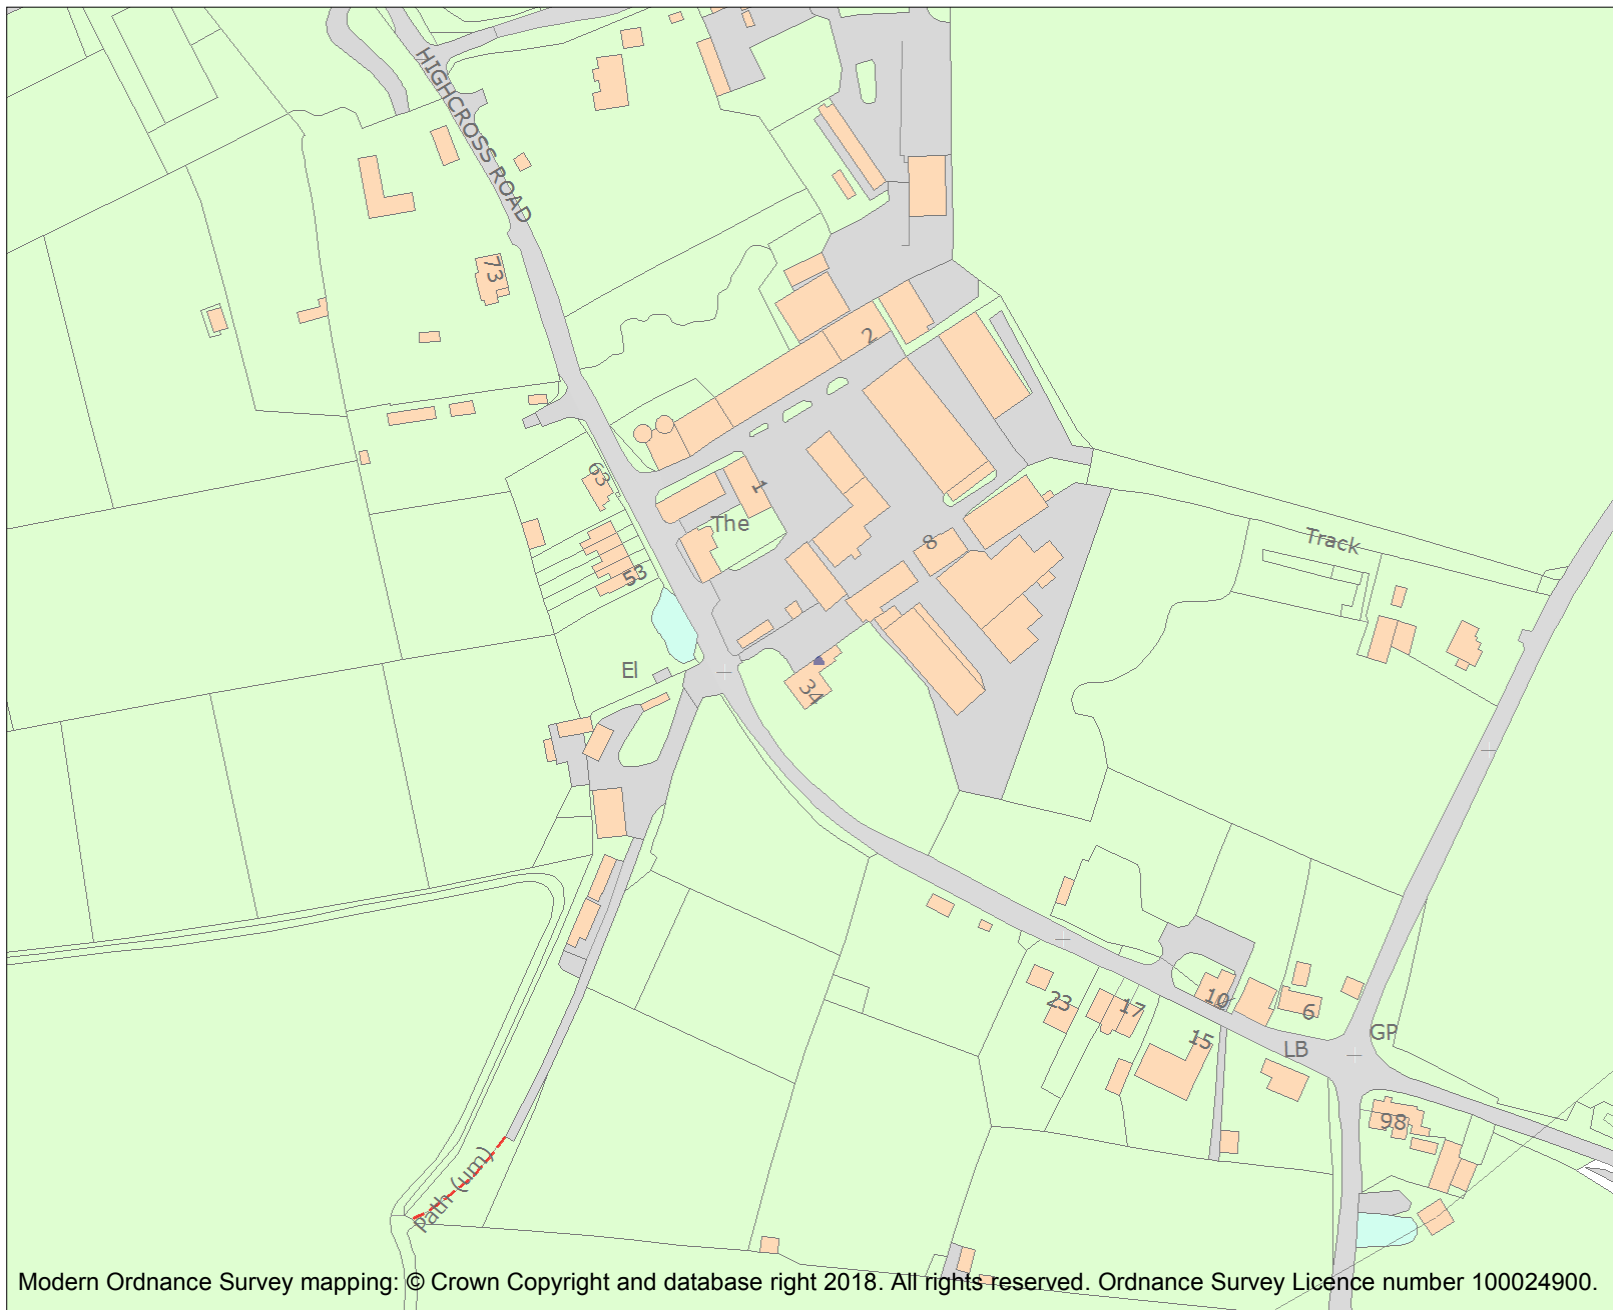 HIGHCROSS ROAD
73
2
63
1
The
53
8
Track
El
34
23
17
10
6
15
LB
GP
98
Path (um)
Modern Ordnance Survey mapping: © Crown Copyright and database right 2018. All rights reserved. Ordnance Survey Licence number 100024900.